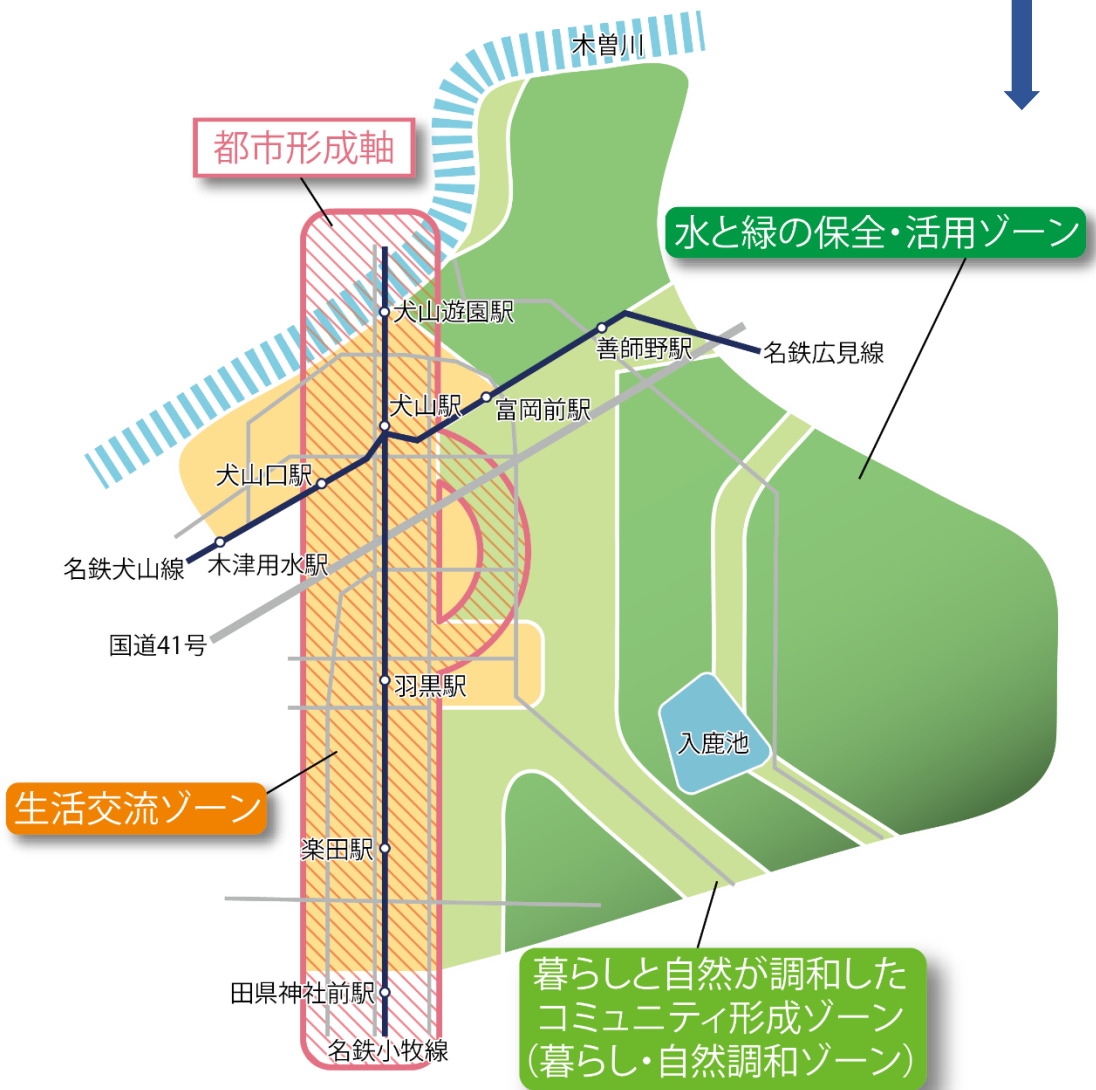 木曽川
都市形成軸
水と緑の保全・活用ゾーン
犬山遊園駅
善師野駅
名鉄広見線
犬山駅
富岡前駅
犬山口駅
名鉄犬山線
木津用水駅
国道41号
羽黒駅
入鹿池
生活交流ゾーン
楽田駅
暮らしと自然が調和した
コミュニティ形成ゾーン
(暮らし・自然調和ゾーン)
田県神社前駅
名鉄小牧線